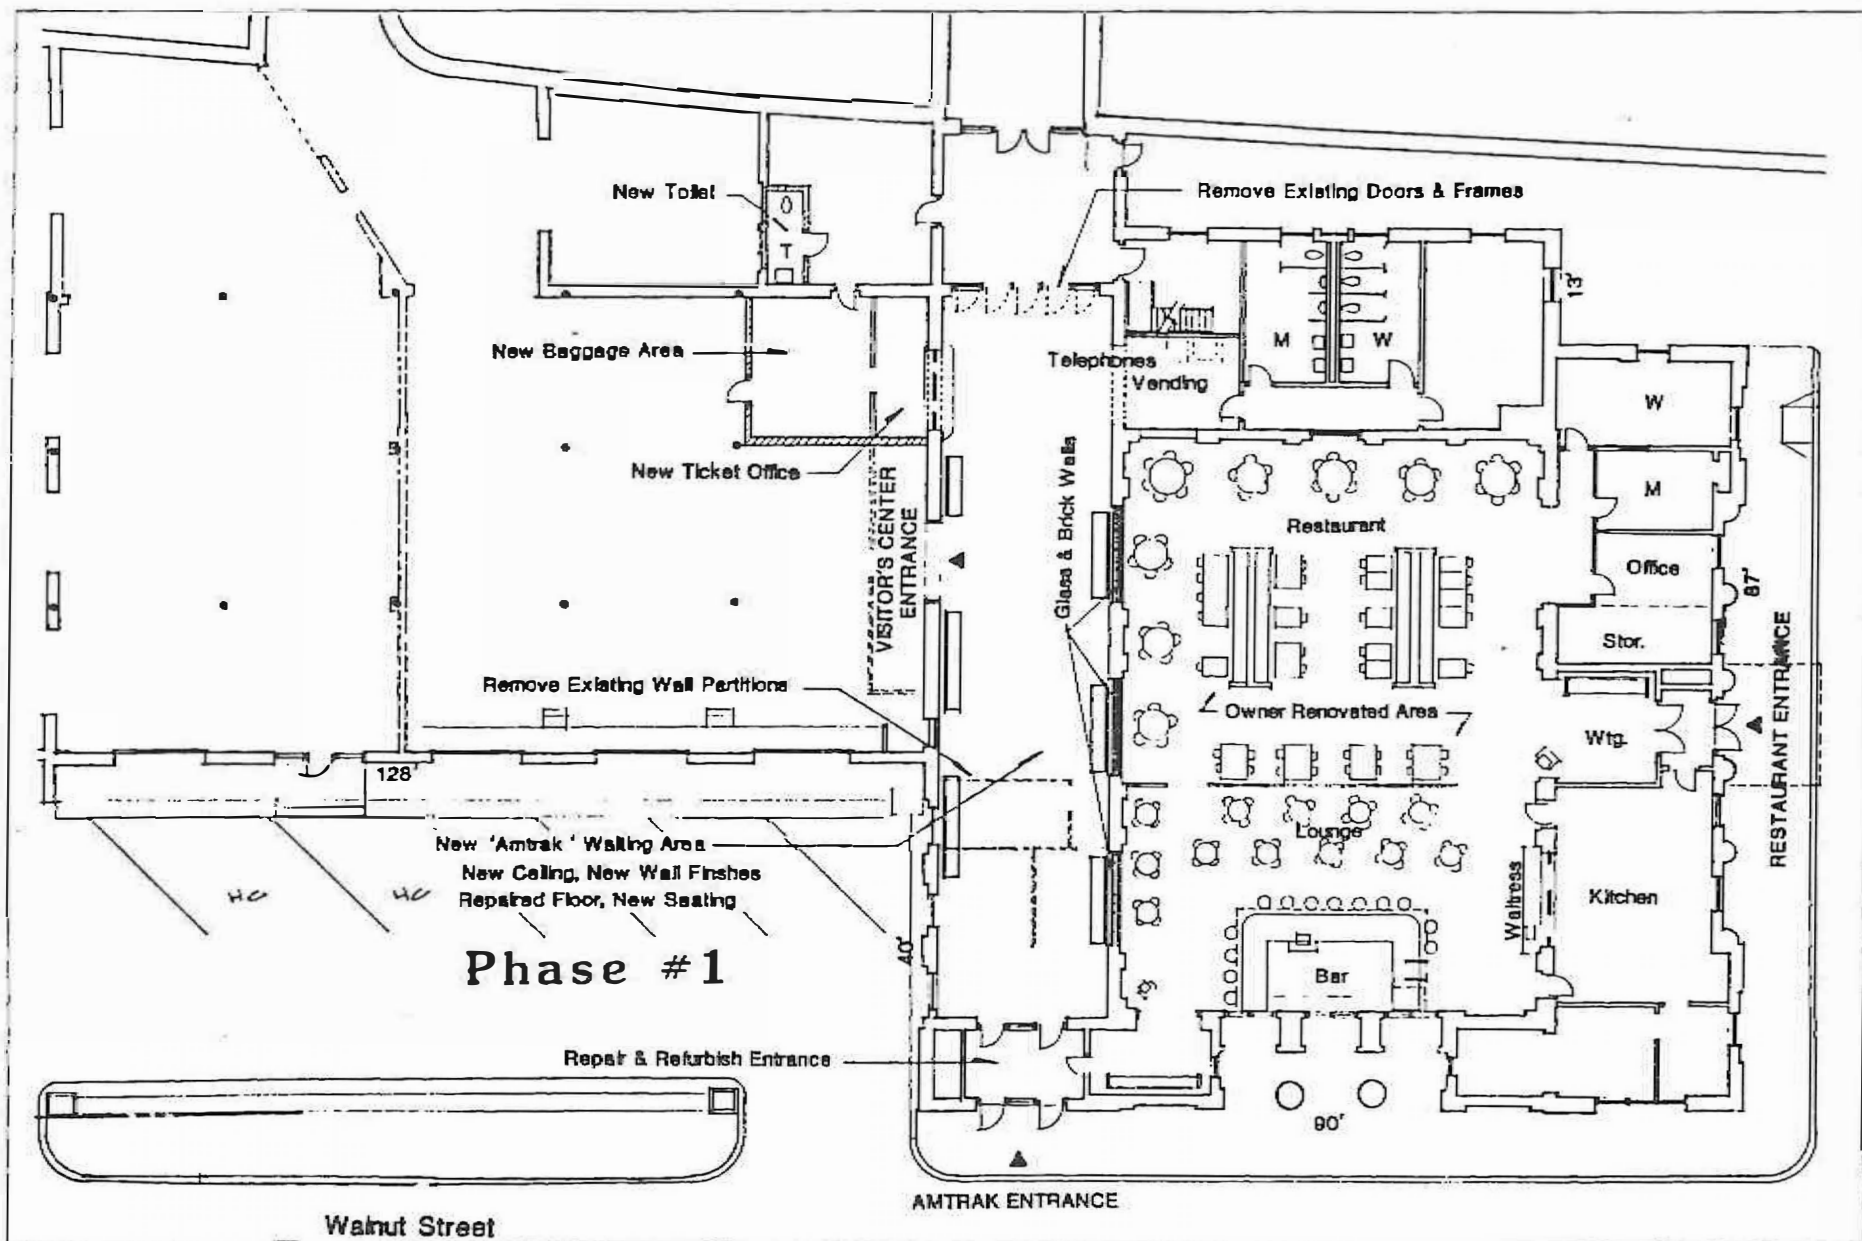 New Toilet
T
Remove Existing Doors & Frames
13'
New Baggage Area
M
W
Telephones
Vending
W
New Ticket Office
VISITOR'S CENTER
ENTRANCE
Glass & Brick Walls
M
Restaurant
Office
87'
Stor.
RESTAURANT ENTRANCE
Remove Existing Wall Partitions
Owner Renovated Area
Wtg.
128'
New 'Amtrak' Waiting Area
New Ceiling, New Wall Finshes
Repaired Floor, New Seating
Lounge
HC
HC
Waitress
Kitchen
40'
Phase #1
Bar
Repair & Refurbish Entrance
90'
AMTRAK ENTRANCE
Walnut Street